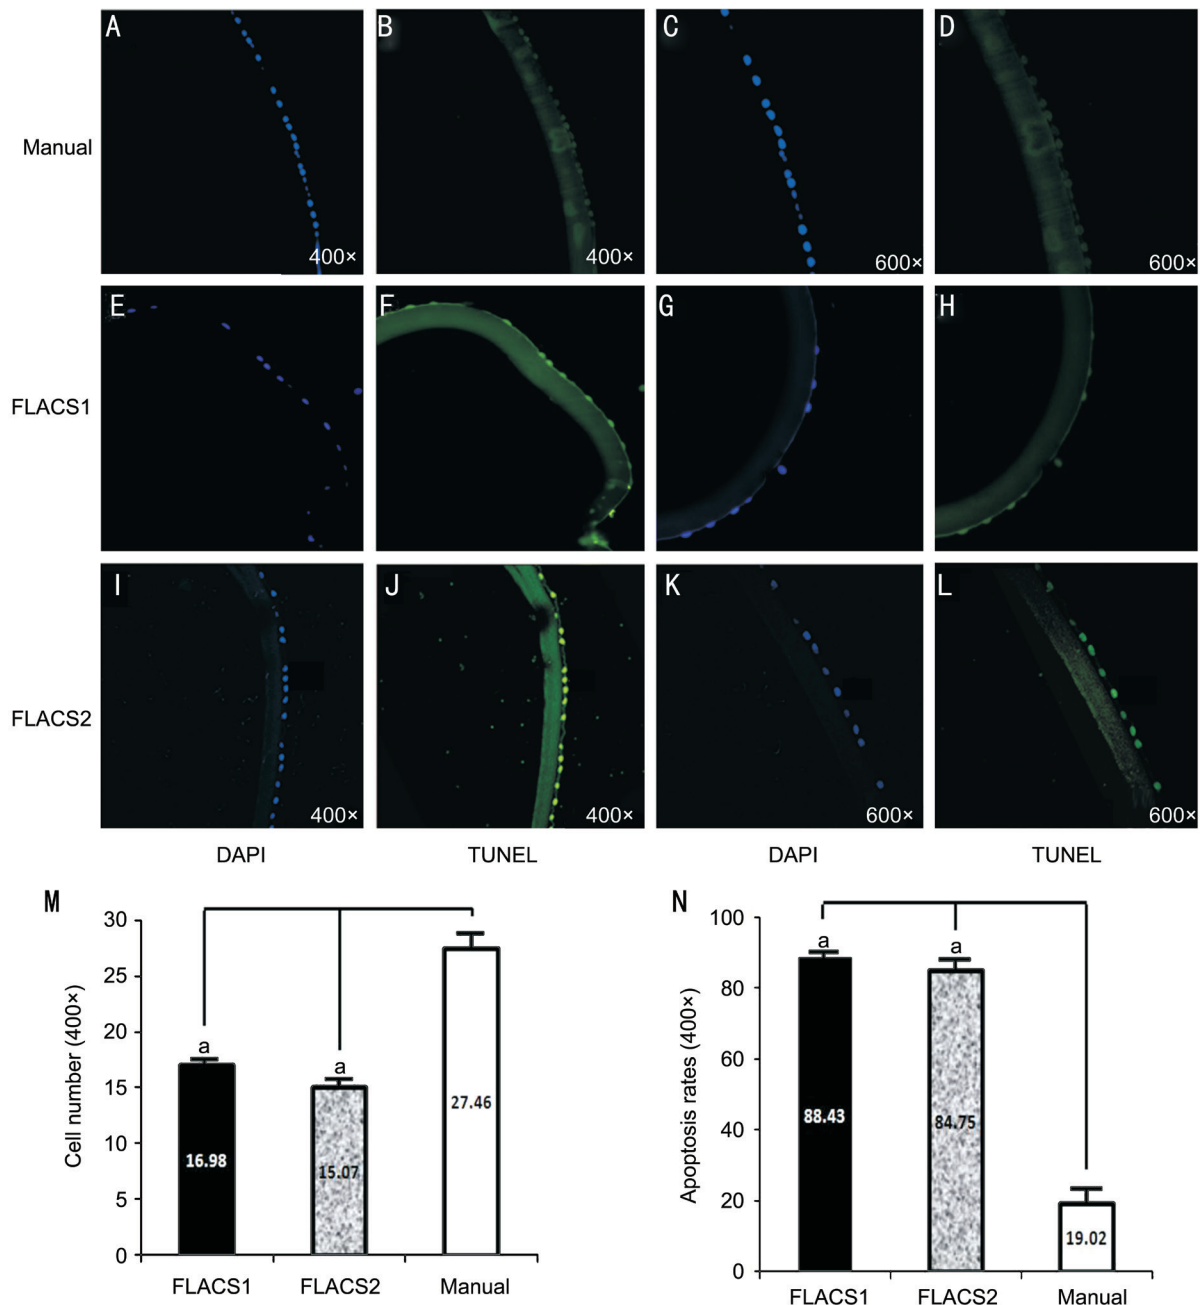 A B C D
Manual
400× 400× 600× 600×
E F G H
FLACS1
I J K L
FLACS2
400× 400× 600× 600×
DAPI TUNEL DAPI TUNEL
M
Cell number (400×)
30
25
20
15
10
5
0
a
a
16.98
15.07
27.46
FLACS1 FLACS2 Manual
N
Apoptosis rates (400×)
100
80
60
40
20
0
a
a
88.43
84.75
19.02
FLACS1 FLACS2 Manual